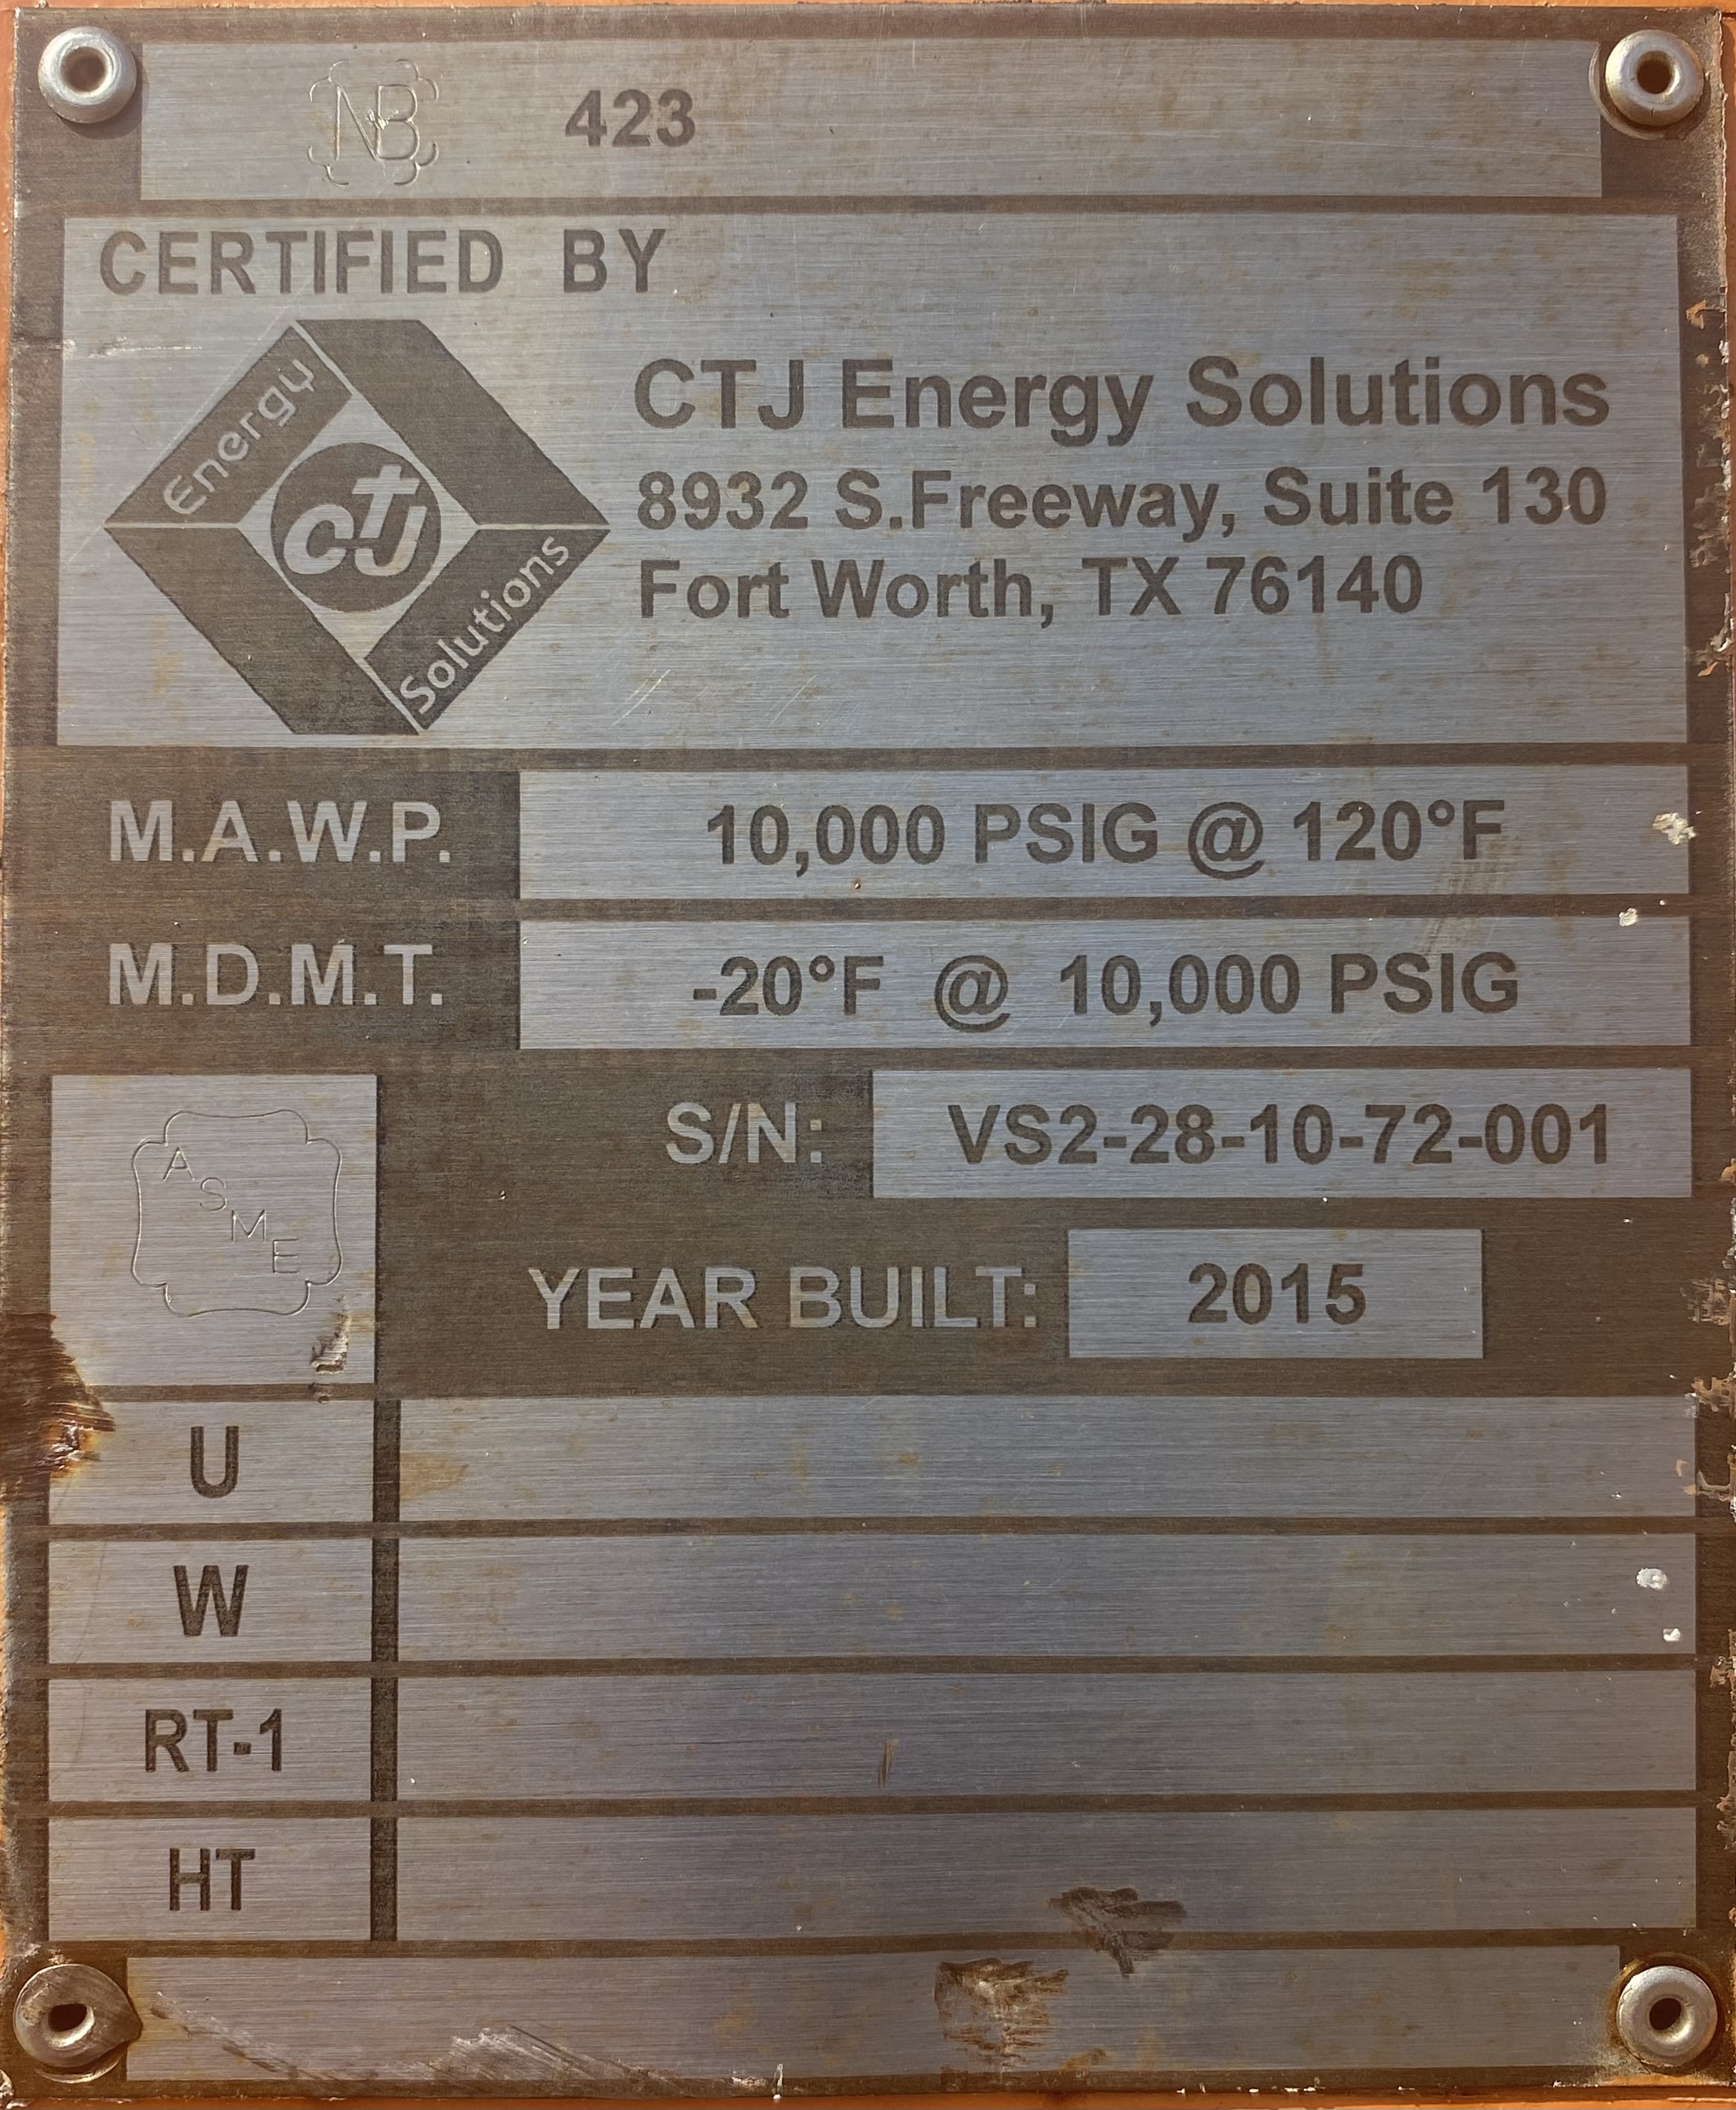 NB 423
CERTIFIED BY
Energy
CTJ
Solutions
CTJ Energy Solutions
8932 S.Freeway, Suite 130
Fort Worth, TX 76140
M.A.W.P. 10,000 PSIG @ 120°F
M.D.M.T. -20°F @ 10,000 PSIG
ASME
S/N: VS2-28-10-72-001
YEAR BUILT: 2015
U
W
RT-1
HT